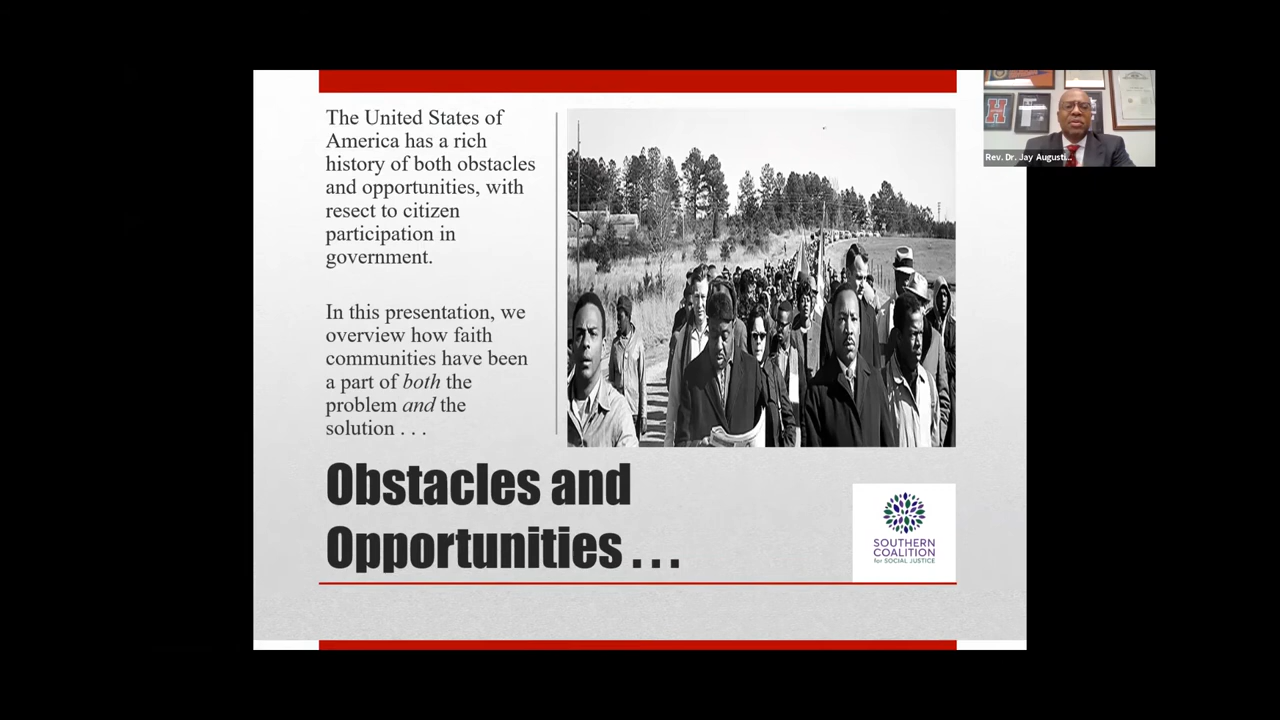 The United States of
America has a rich
history of both obstacles
and opportunities, with
resect to citizen
participation in
government.
In this presentation, we
overview how faith
communities have been
a part of both the
problem and the
solution . . .
Obstacles and
Opportunities . . .
SOUTHERN
COALITION
for SOCIAL JUSTICE
Rev. Dr. Jay Augusti...
H